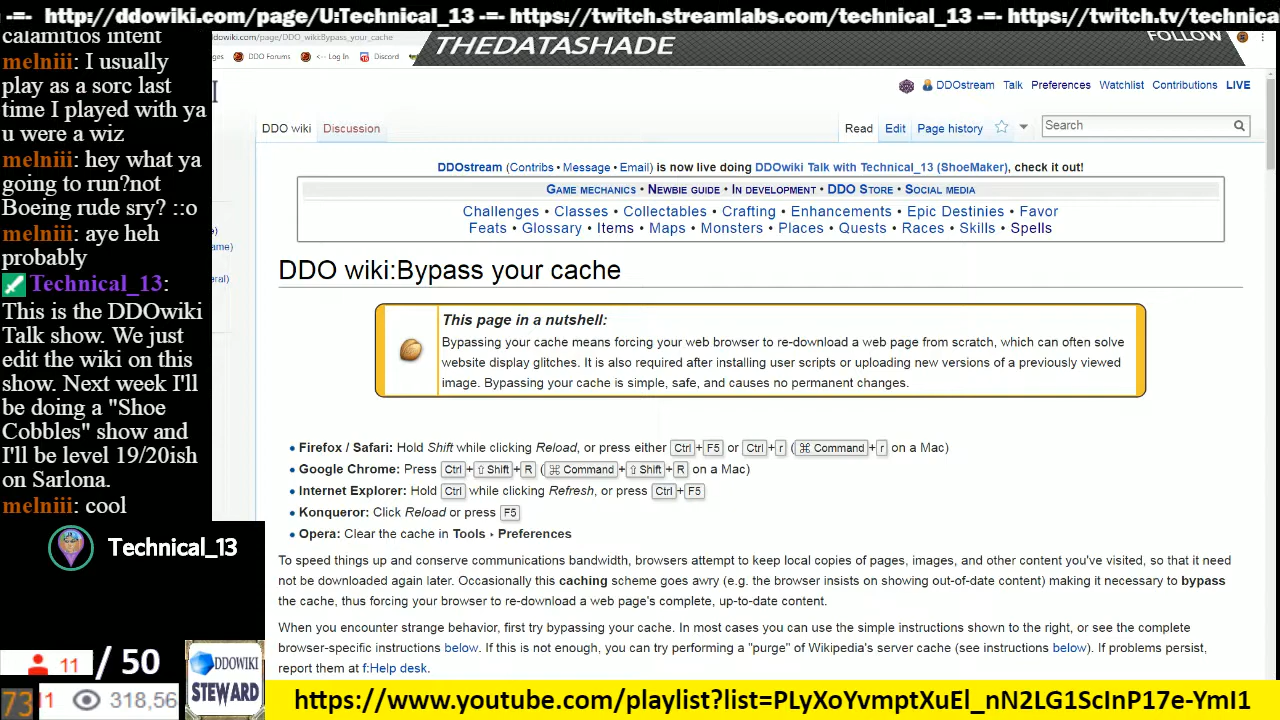 -=- http://ddowiki.com/page/U:Technical_13 -=- https://twitch.streamlabs.com/technical_13 -=- https://twitch.tv/technica
calamitios intent
melniii: I usually
play as a sorc last
time I played with ya
u were a wiz
melniii: hey what ya
going to run?not
Boeing rude sry? ::o
melniii: aye heh
probably
Technical_13:
This is the DDOwiki
Talk show. We just
edit the wiki on this
show. Next week I'll
be doing a "Shoe
Cobbles" show and
I'll be level 19/20ish
on Sarlona.
melniii: cool
Technical_13
11 / 50
73
318,56
DDOWIKI
STEWARD
ddowiki.com/page/DDO_wiki:Bypass_your_cache
THEDATASHADE
FOLLOW
ges DDO Forums <-- Log In Discord
DDOstream Talk Preferences Watchlist Contributions LIVE
DDO wiki Discussion Read Edit Page history Search
DDOstream (Contribs • Message • Email) is now live doing DDOwiki Talk with Technical_13 (ShoeMaker), check it out!
Game mechanics • Newbie guide • In development • DDO Store • Social media
Challenges • Classes • Collectables • Crafting • Enhancements • Epic Destinies • Favor
Feats • Glossary • Items • Maps • Monsters • Places • Quests • Races • Skills • Spells
DDO wiki:Bypass your cache
This page in a nutshell:
Bypassing your cache means forcing your web browser to re-download a web page from scratch, which can often solve
website display glitches. It is also required after installing user scripts or uploading new versions of a previously viewed
image. Bypassing your cache is simple, safe, and causes no permanent changes.
• Firefox / Safari: Hold Shift while clicking Reload, or press either Ctrl+F5 or Ctrl+r (⌘ Command+r on a Mac)
• Google Chrome: Press Ctrl+⇧Shift+R (⌘ Command+⇧Shift+R on a Mac)
• Internet Explorer: Hold Ctrl while clicking Refresh, or press Ctrl+F5
• Konqueror: Click Reload or press F5
• Opera: Clear the cache in Tools ▸ Preferences
To speed things up and conserve communications bandwidth, browsers attempt to keep local copies of pages, images, and other content you've visited, so that it need
not be downloaded again later. Occasionally this caching scheme goes awry (e.g. the browser insists on showing out-of-date content) making it necessary to bypass
the cache, thus forcing your browser to re-download a web page's complete, up-to-date content.
When you encounter strange behavior, first try bypassing your cache. In most cases you can use the simple instructions shown to the right, or see the complete
browser-specific instructions below. If this is not enough, you can try performing a "purge" of Wikipedia's server cache (see instructions below). If problems persist,
report them at f:Help desk.
https://www.youtube.com/playlist?list=PLyXoYvmptXuEl_nN2LG1ScInP17e-YmI1